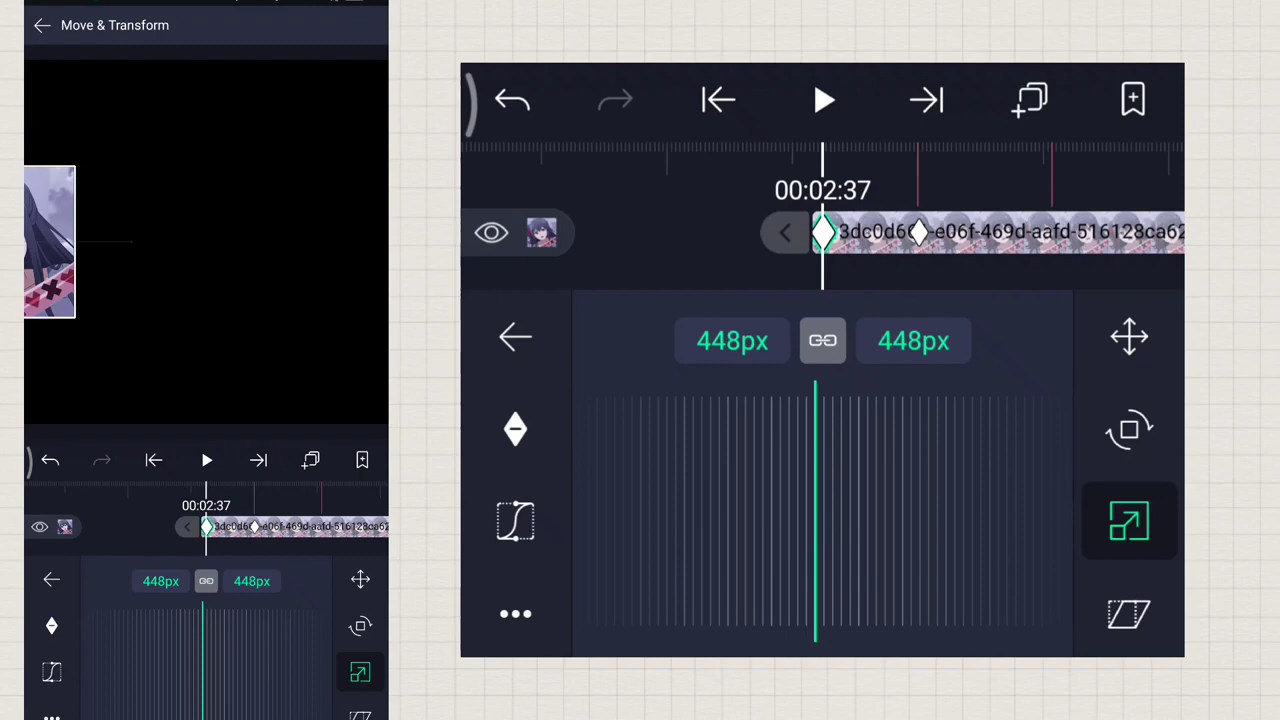 Move & Transform
00:02:37
3dc0d6c -e06f-469d-aafd-516128ca62
448px 448px
00:02:37
3dc0d6 -e06f-469d-aafd-516128ca62
448px 448px